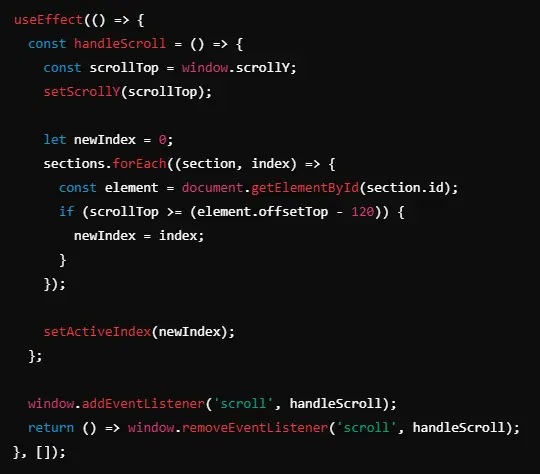 useEffect(() => {
  const handleScroll = () => {
    const scrollTop = window.scrollY;
    setScrollY(scrollTop);

    let newIndex = 0;
    sections.forEach((section, index) => {
      const element = document.getElementById(section.id);
      if (scrollTop >= (element.offsetTop - 120)) {
        newIndex = index;
      }
    });

    setActiveIndex(newIndex);
  };

  window.addEventListener('scroll', handleScroll);
  return () => window.removeEventListener('scroll', handleScroll);
}, []);